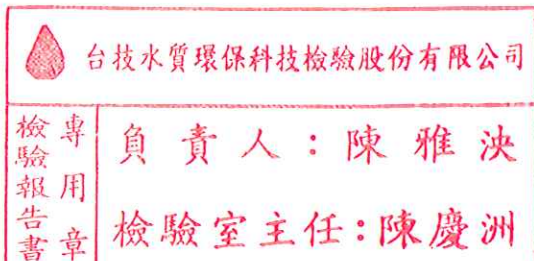 台技水質環保科技檢驗股份有限公司
檢驗報告書
專用章
負責人：陳雅泱
檢驗室主任：陳慶洲